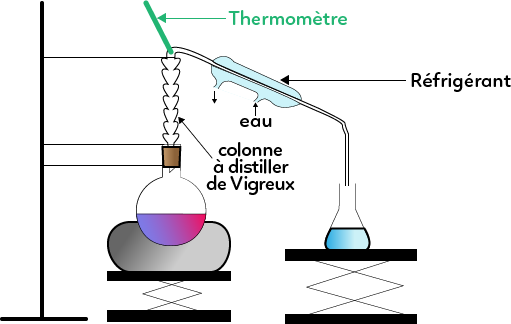 Thermomètre
Réfrigérant
eau
colonne
à distiller
de Vigreux